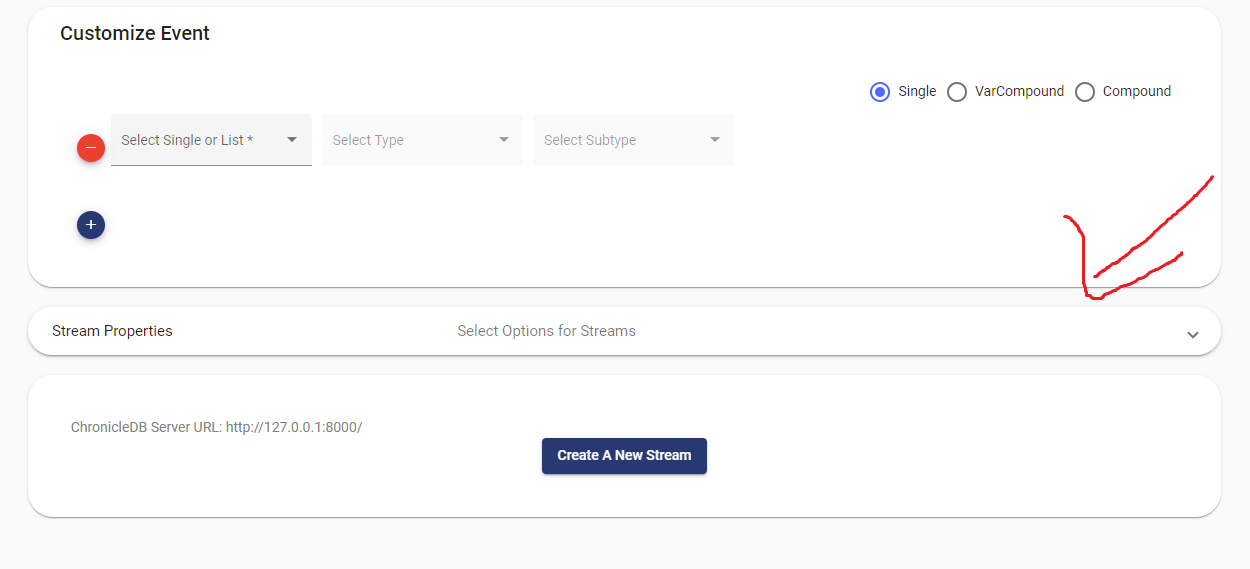 Customize Event
Single VarCompound Compound
Select Single or List * Select Type Select Subtype
Stream Properties Select Options for Streams
ChronicleDB Server URL: http://127.0.0.1:8000/
Create A New Stream